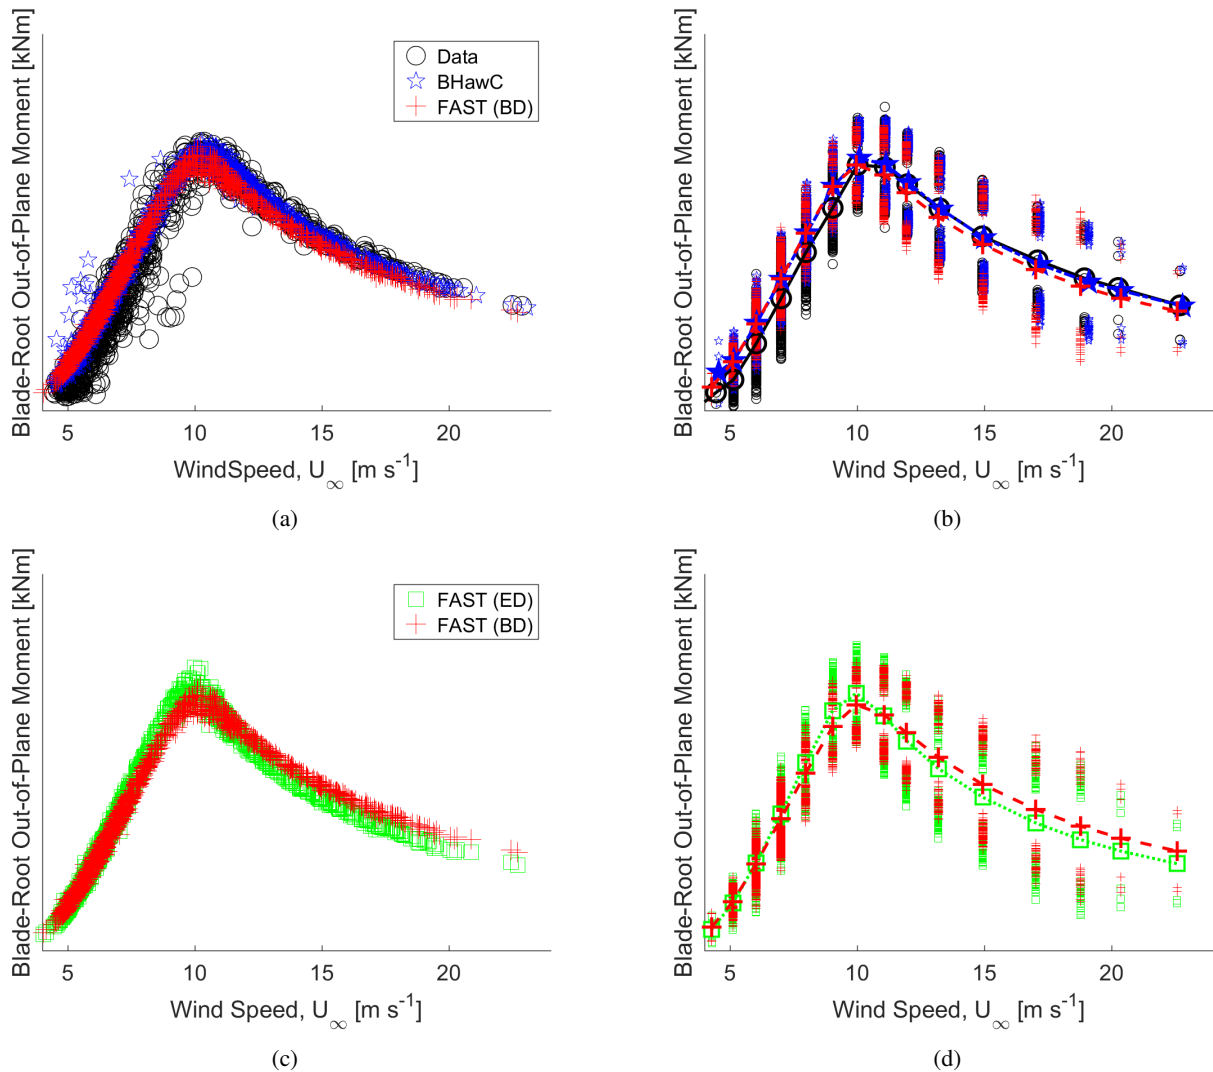 Blade-Root Out-of-Plane Moment [kNm]
Data
BHawC
FAST (BD)
5 10 15 20
WindSpeed, U∞ [m s-1]
(a)
Blade-Root Out-of-Plane Moment [kNm]
5 10 15 20
Wind Speed, U∞ [m s-1]
(b)
Blade-Root Out-of-Plane Moment [kNm]
FAST (ED)
FAST (BD)
5 10 15 20
Wind Speed, U∞ [m s-1]
(c)
Blade-Root Out-of-Plane Moment [kNm]
5 10 15 20
Wind Speed, U∞ [m s-1]
(d)